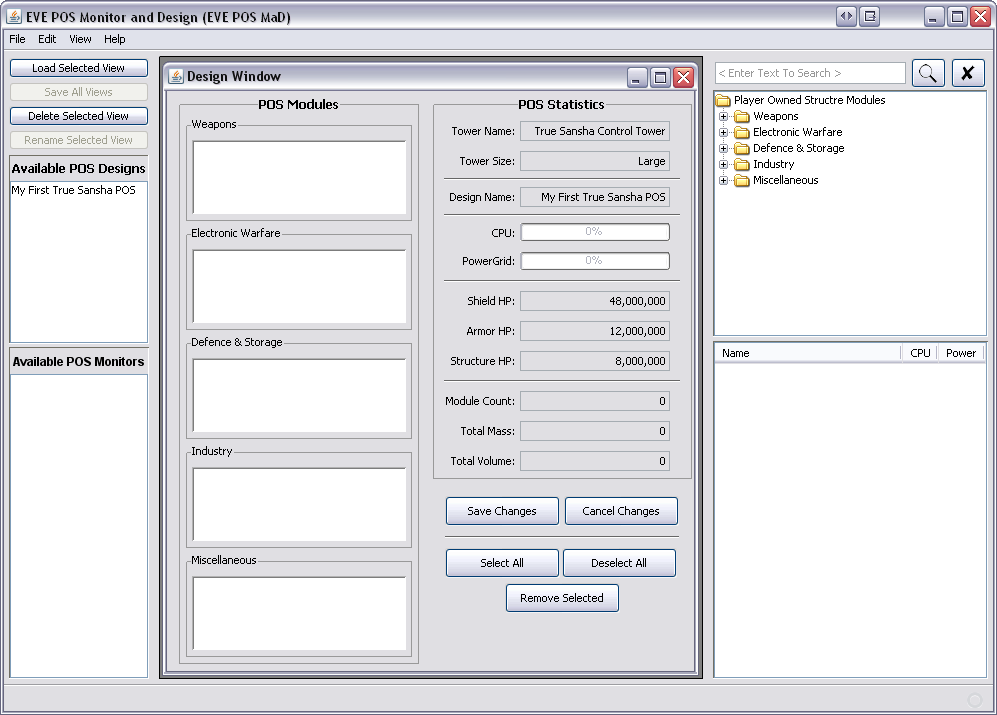 EVE POS Monitor and Design (EVE POS MaD)
File Edit View Help
Load Selected View
Save All Views
Delete Selected View
Rename Selected View
Available POS Designs
My First True Sansha POS
Available POS Monitors
Design Window
POS Modules
Weapons
Electronic Warfare
Defence & Storage
Industry
Miscellaneous
POS Statistics
Tower Name: True Sansha Control Tower
Tower Size: Large
Design Name: My First True Sansha POS
CPU: 0%
PowerGrid: 0%
Shield HP: 48,000,000
Armor HP: 12,000,000
Structure HP: 8,000,000
Module Count: 0
Total Mass: 0
Total Volume: 0
Save Changes Cancel Changes
Select All Deselect All
Remove Selected
< Enter Text To Search >
Player Owned Structre Modules
Weapons
Electronic Warfare
Defence & Storage
Industry
Miscellaneous
Name CPU Power